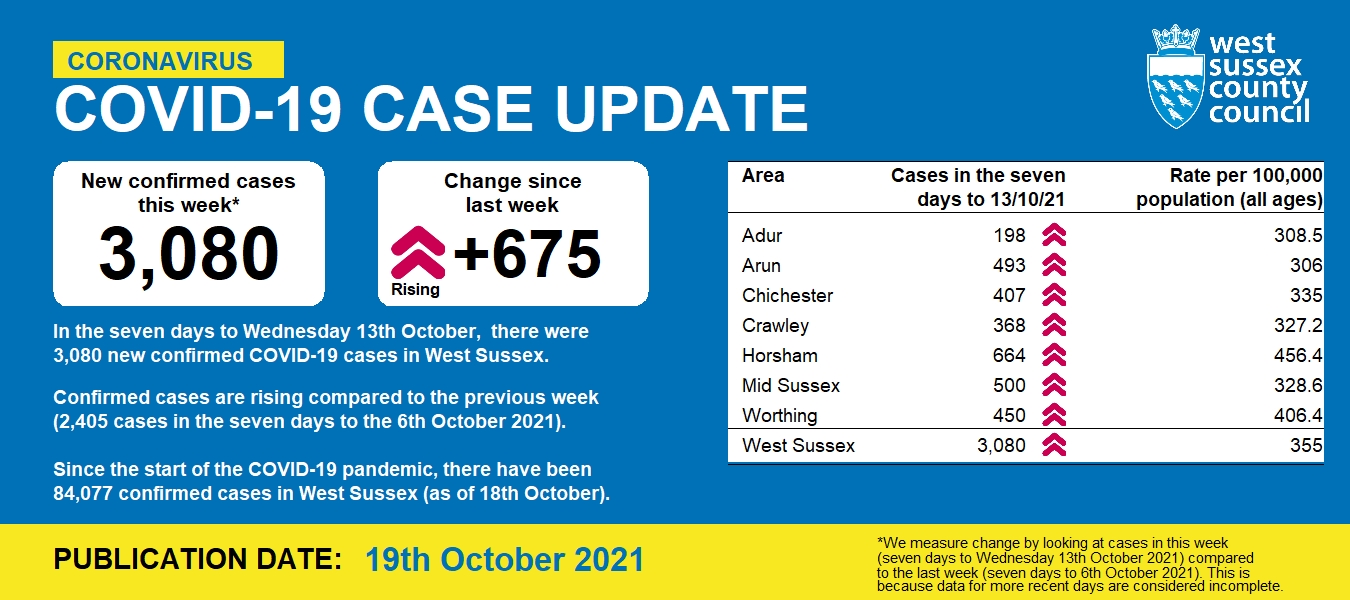 CORONAVIRUS
COVID-19 CASE UPDATE
west
sussex
county
council
New confirmed cases
this week*
3,080
Change since
last week
+675
Rising
In the seven days to Wednesday 13th October,  there were
3,080 new confirmed COVID-19 cases in West Sussex.
Confirmed cases are rising compared to the previous week
(2,405 cases in the seven days to the 6th October 2021).
Since the start of the COVID-19 pandemic, there have been
84,077 confirmed cases in West Sussex (as of 18th October).
Area Cases in the seven days to 13/10/21 Rate per 100,000 population (all ages)
Adur 198 308.5
Arun 493 306
Chichester 407 335
Crawley 368 327.2
Horsham 664 456.4
Mid Sussex 500 328.6
Worthing 450 406.4
West Sussex 3,080 355
PUBLICATION DATE: 19th October 2021
*We measure change by looking at cases in this week
(seven days to Wednesday 13th October 2021) compared
to the last week (seven days to 6th October 2021). This is
because data for more recent days are considered incomplete.